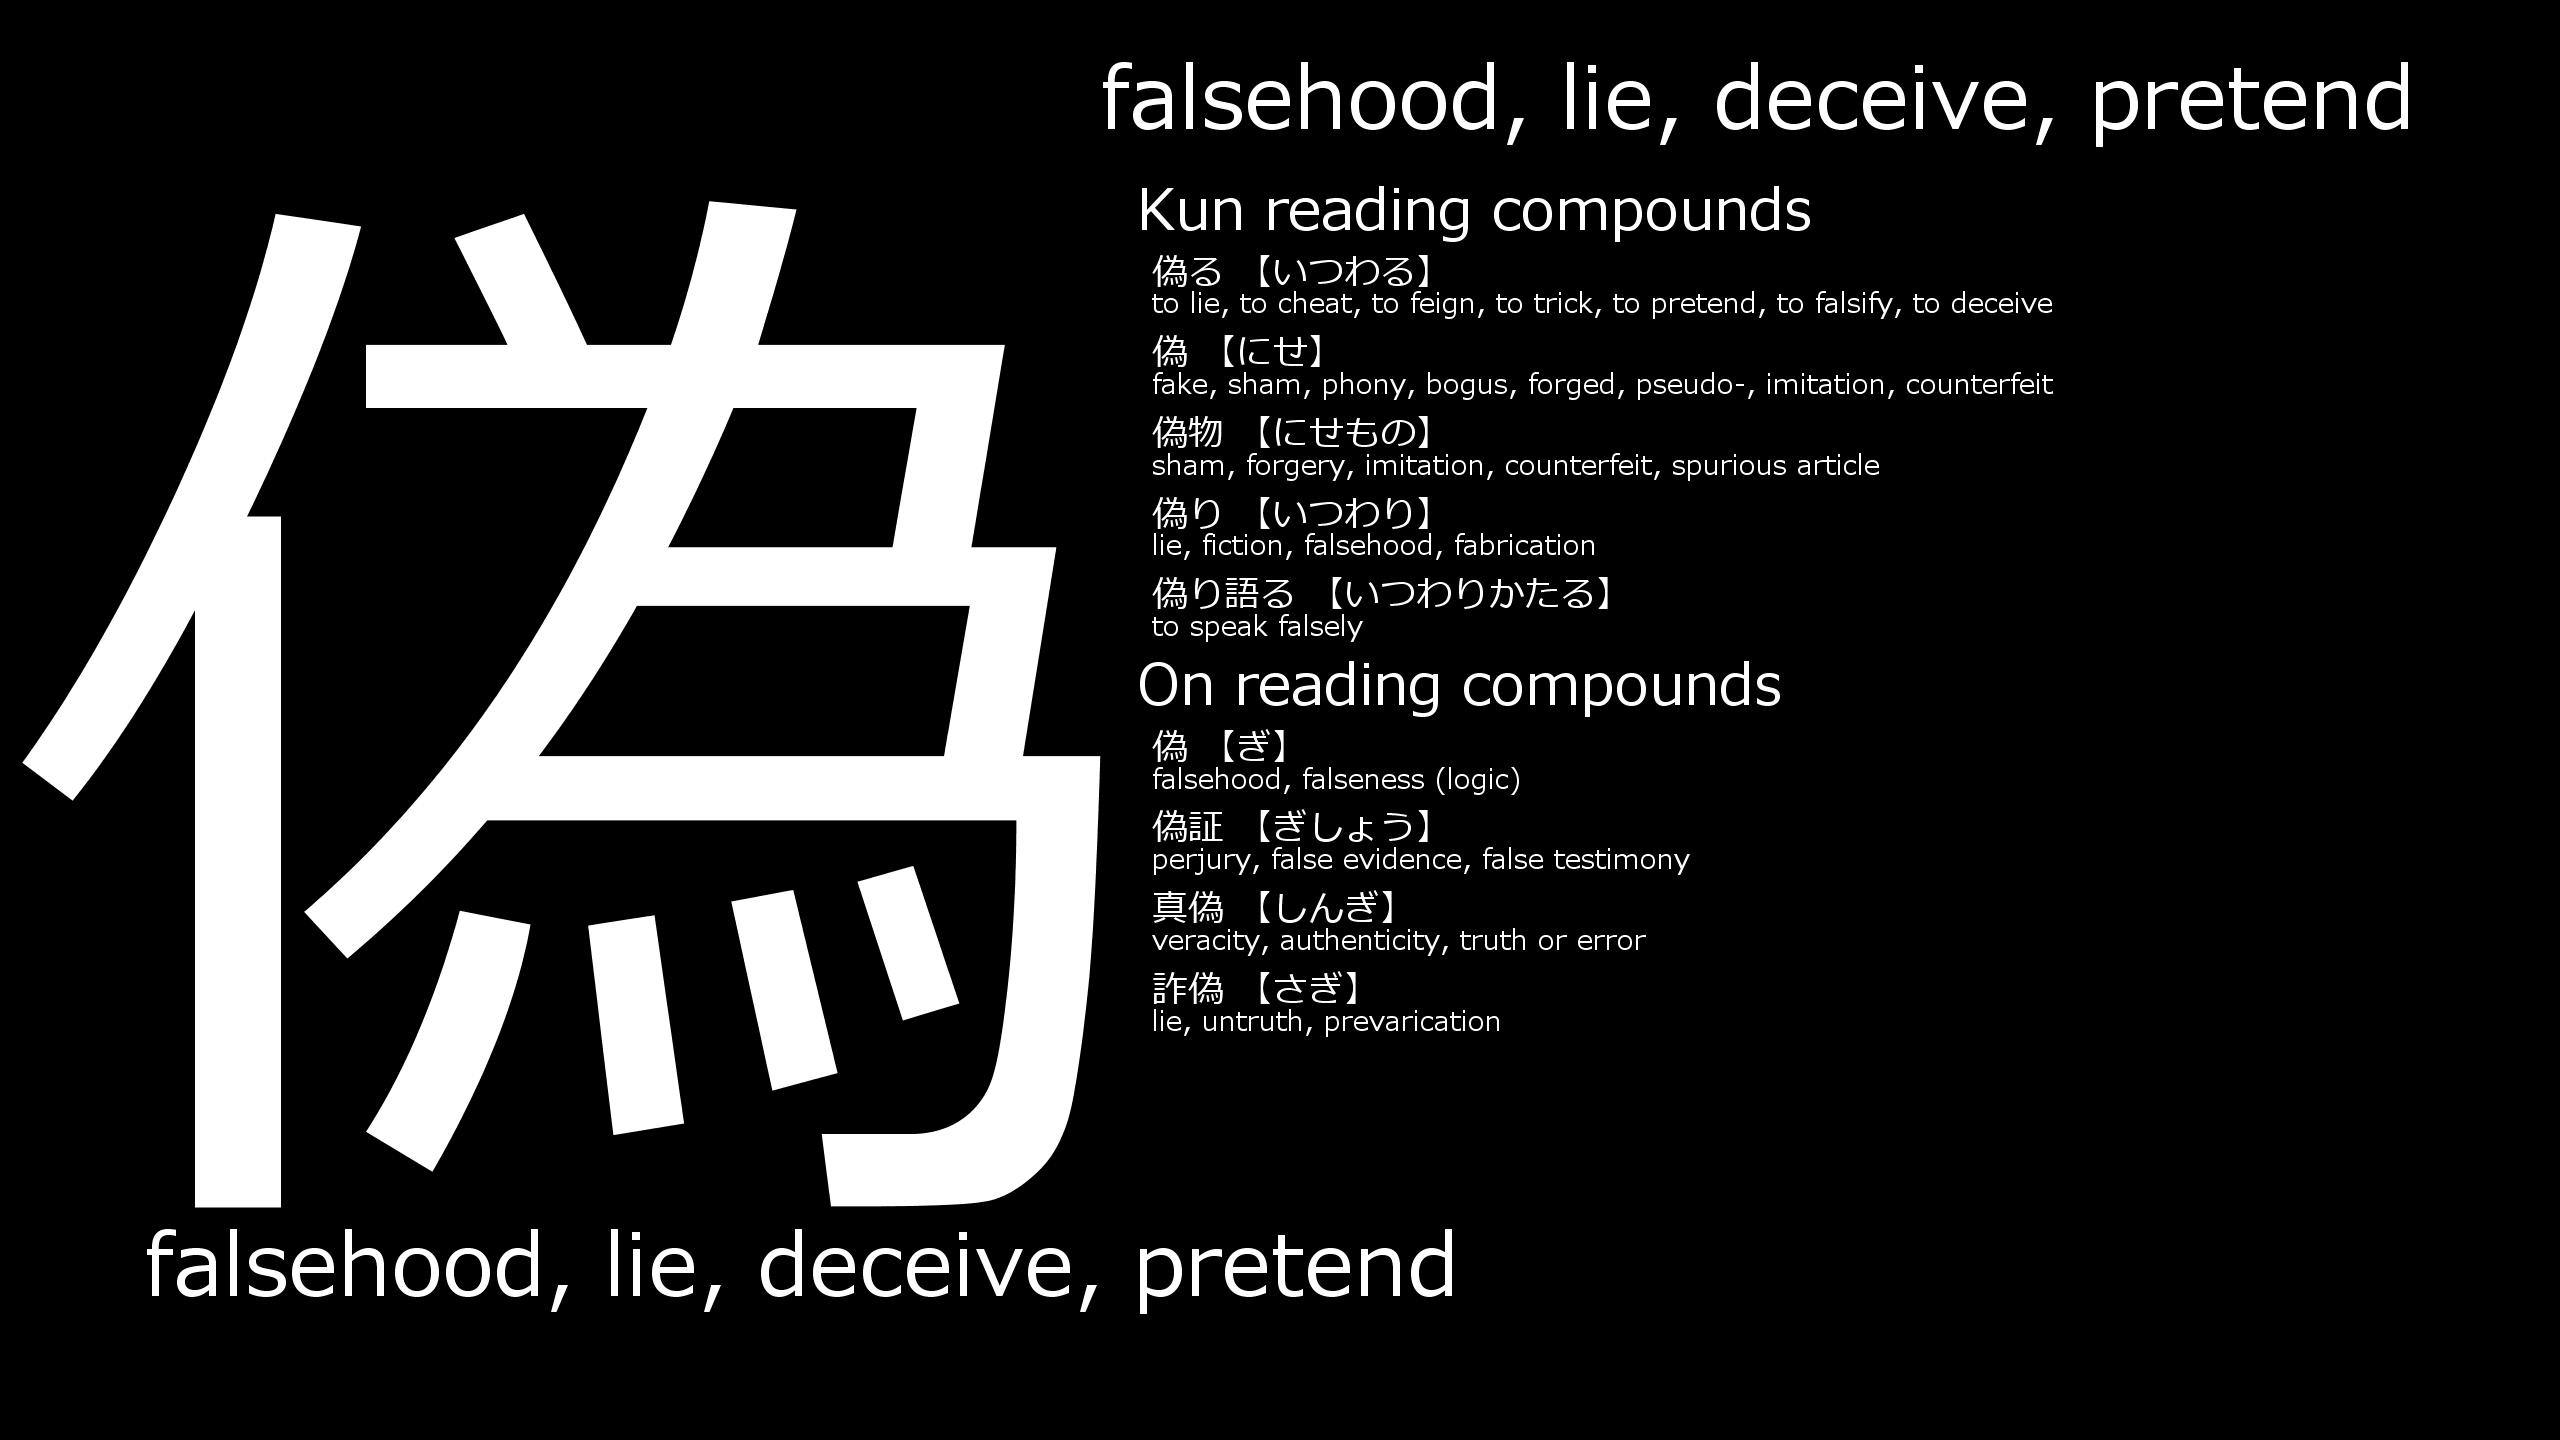 falsehood, lie, deceive, pretend
偽
Kun reading compounds
偽る 【いつわる】
to lie, to cheat, to feign, to trick, to pretend, to falsify, to deceive
偽 【にせ】
fake, sham, phony, bogus, forged, pseudo-, imitation, counterfeit
偽物 【にせもの】
sham, forgery, imitation, counterfeit, spurious article
偽り 【いつわり】
lie, fiction, falsehood, fabrication
偽り語る 【いつわりかたる】
to speak falsely
On reading compounds
偽 【ぎ】
falsehood, falseness (logic)
偽証 【ぎしょう】
perjury, false evidence, false testimony
真偽 【しんぎ】
veracity, authenticity, truth or error
詐偽 【さぎ】
lie, untruth, prevarication
falsehood, lie, deceive, pretend